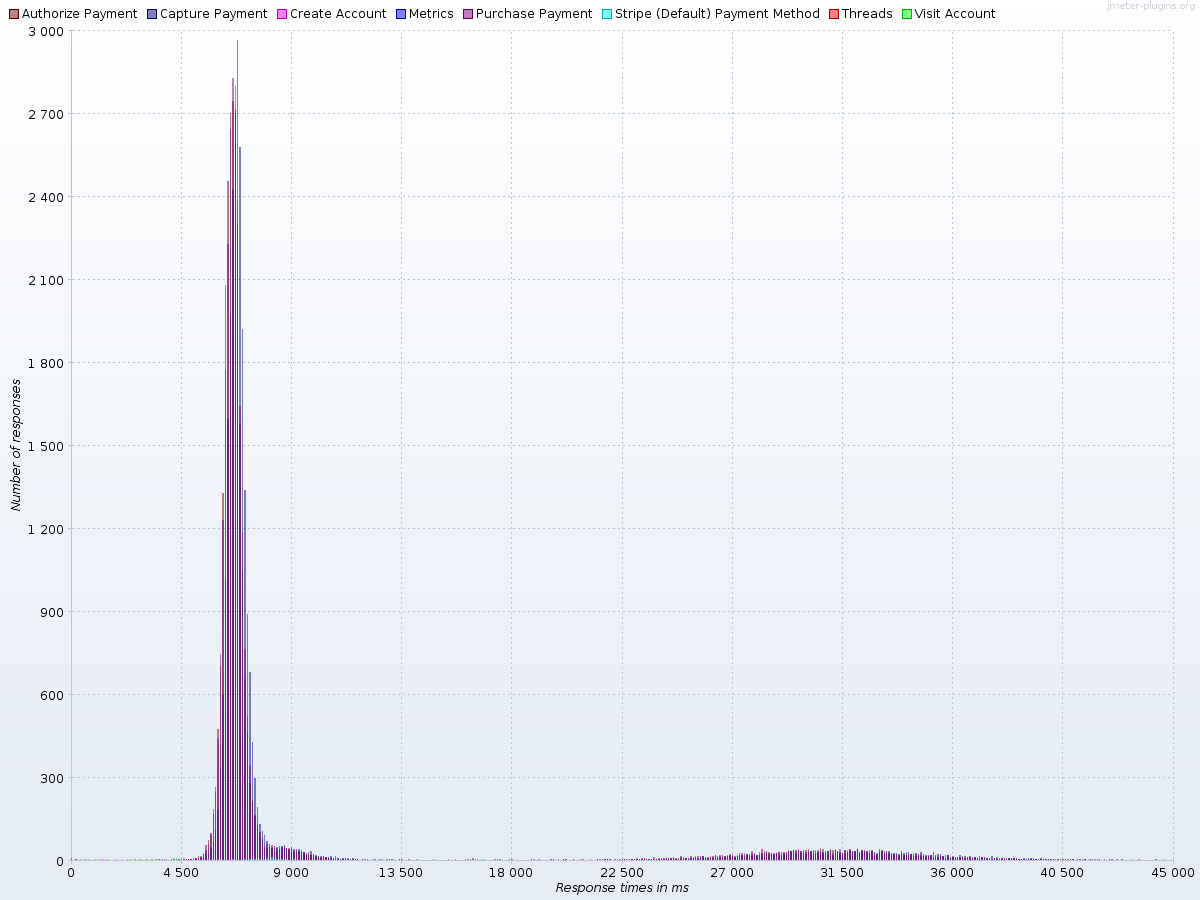 jmeter-plugins.org
Authorize Payment Capture Payment Create Account Metrics Purchase Payment Stripe (Default) Payment Method Threads Visit Account
3 000
2 700
2 400
2 100
1 800
1 500
1 200
900
600
300
0
Number of responses
0 4 500 9 000 13 500 18 000 22 500 27 000 31 500 36 000 40 500 45 000
Response times in ms